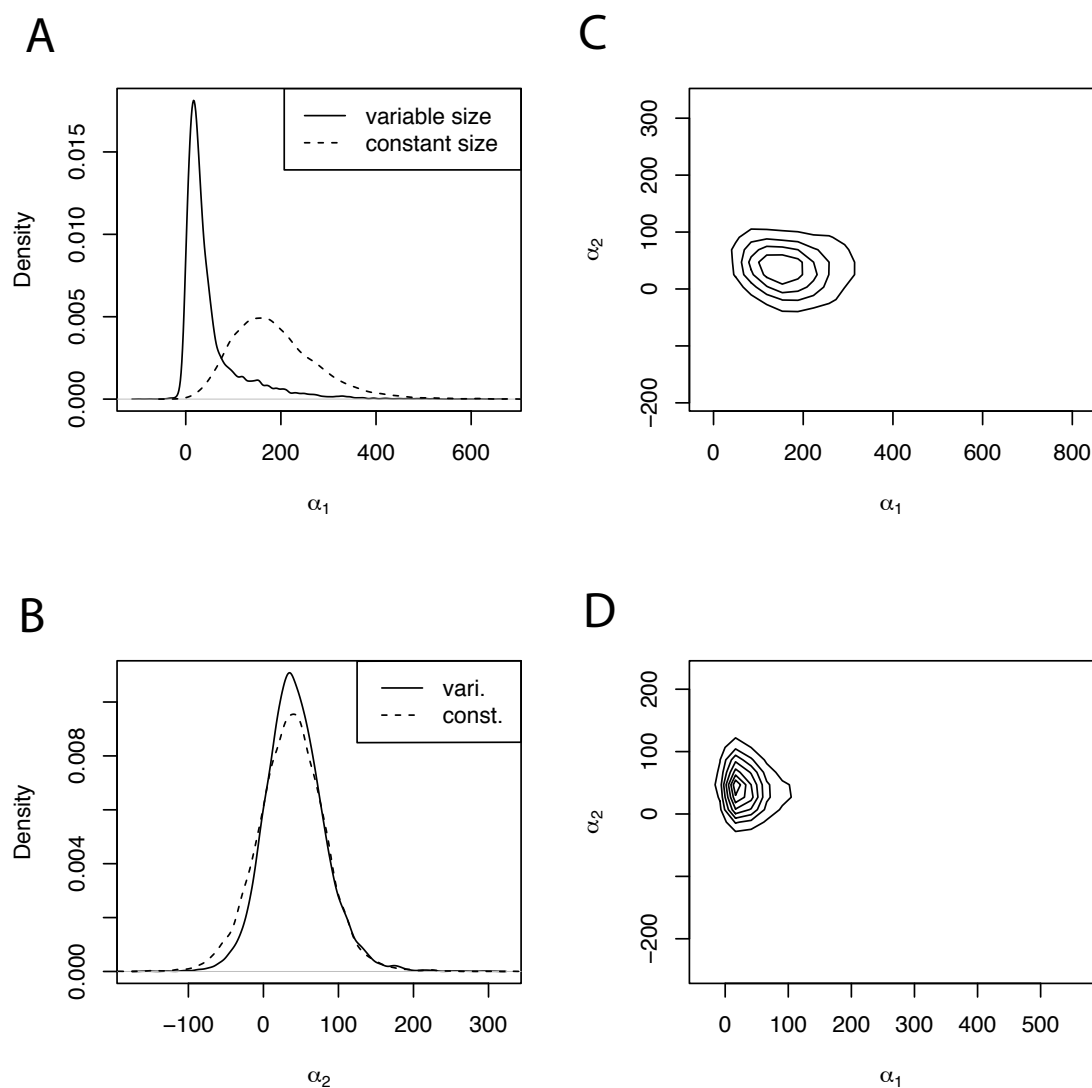 A
variable size
constant size
Density
0.000 0.005 0.010 0.015
0 200 400 600
α1
C
α2
−200 0 100 200 300
0 200 400 600 800
α1
B
vari.
const.
Density
0.000 0.004 0.008
−100 0 100 200 300
α2
D
α2
−200 0 100 200
0 100 200 300 400 500
α1